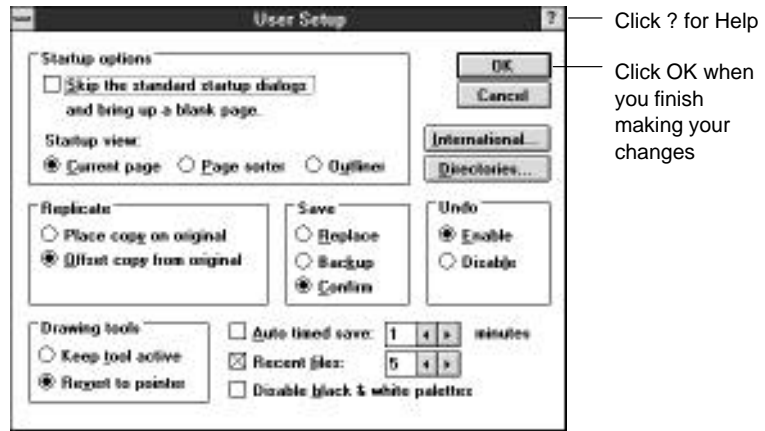 User Setup ?
Click ? for Help
Startup options
Skip the standard startup dialogs
and bring up a blank page.
Startup view:
Current page Page sorter Outliner
OK
Cancel
International...
Directories...
Click OK when
you finish
making your
changes
Replicate
Place copy on original
Offset copy from original
Save
Replace
Backup
Confirm
Undo
Enable
Disable
Drawing tools
Keep tool active
Revert to pointer
Auto timed save: 1 minutes
Recent files: 5
Disable black & white palettes